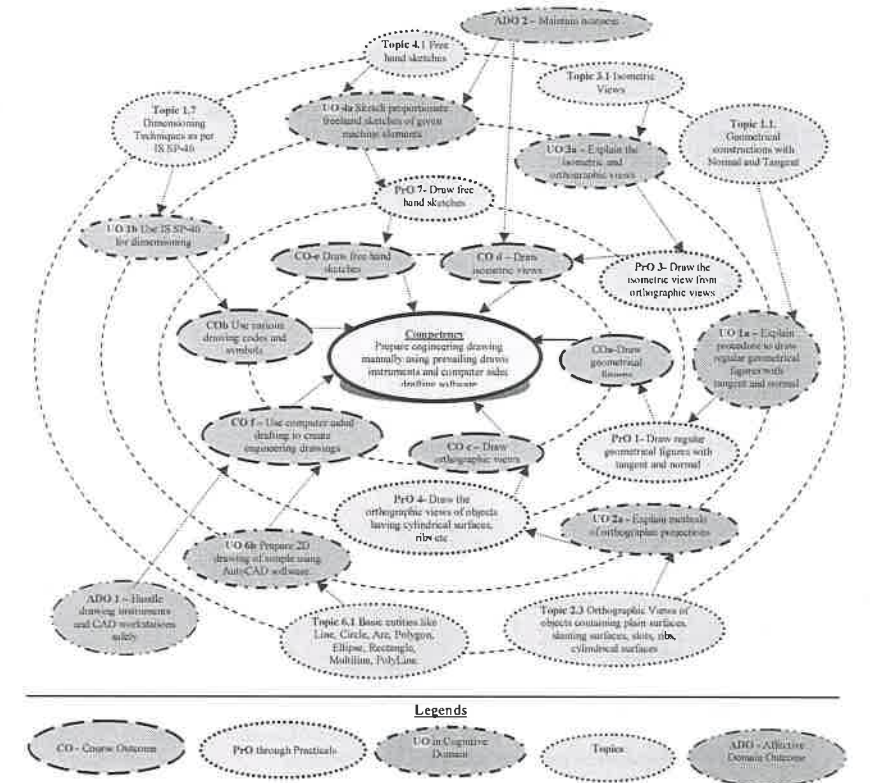 ADO 2 – Maintain neatness
Topic 4.1 Free
hand sketches
Topic 3.1 Isometric
Views
Topic 1.7
Dimensioning
Techniques as per
IS SP-46
UO 4a Sketch proportionate
freehand sketches of given
machine elements
Topic 1.1.
Geometrical
constructions with
Normal and Tangent
UO 3a – Explain the
isometric and
orthographic views
PrO 7- Draw free
hand sketches
UO 1b Use IS SP-46
for dimensioning
CO-e Draw free hand
sketches
CO d – Draw
isometric views
PrO 3- Draw the
isometric view from
orthographic views
COb Use various
drawing codes and
symbols
Competency
Prepare engineering drawing
manually using prevailing drawing
instruments and computer aided
drafting software
COa-Draw
geometrical
figures
UO 1a – Explain
procedure to draw
regular geometrical
figures with
tangent and normal
CO f – Use computer aided
drafting to create
engineering drawings
CO c – Draw
orthographic views
PrO 1- Draw regular
geometrical figures with
tangent and normal
PrO 4- Draw the
orthographic views of objects
having cylindrical surfaces,
ribs etc
UO 2a - Explain methods
of orthographic projections
UO 6b Prepare 2D
drawing of simple using
AutoCAD software
ADO 1 – Handle
drawing instruments
and CAD workstations
safely
Topic 6.1 Basic entities like
Line, Circle, Arc, Polygon,
Ellipse, Rectangle,
Multiline, PolyLine.
Topic 2.3 Orthographic Views of
objects containing plain surfaces,
slanting surfaces, slots, ribs,
cylindrical surfaces
Legends
CO - Course Outcome
PrO through Practicals
UO in Cognitive
Domain
Topics
ADO - Affective
Domain Outcome